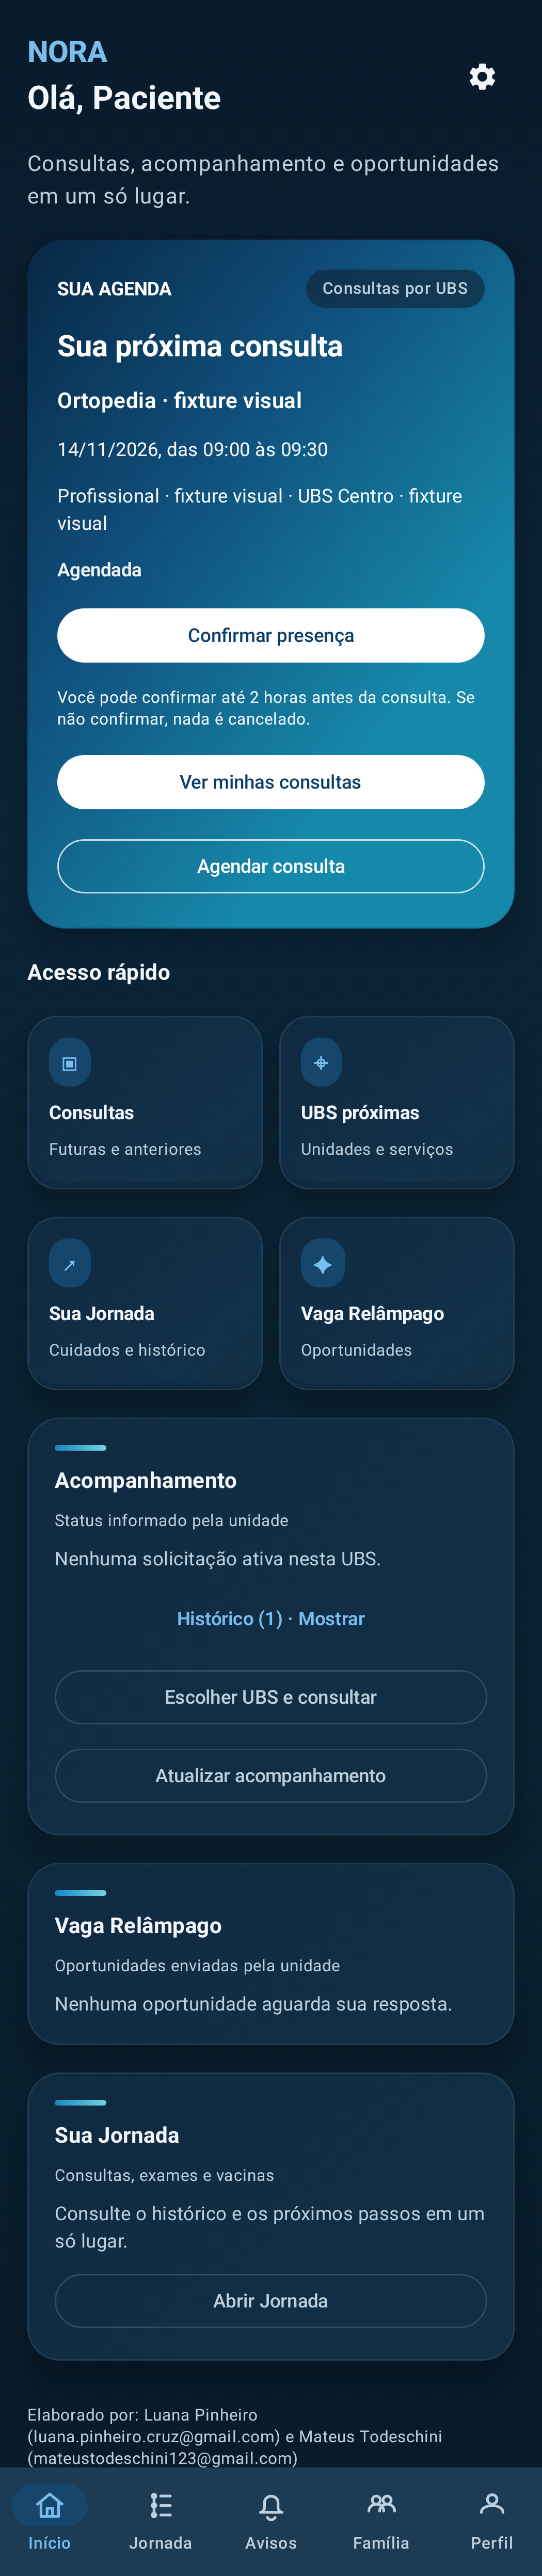 NORA
Olá, Paciente
Consultas, acompanhamento e oportunidades
em um só lugar.
SUA AGENDA
Consultas por UBS
Sua próxima consulta
Ortopedia · fixture visual
14/11/2026, das 09:00 às 09:30
Profissional · fixture visual · UBS Centro · fixture
visual
Agendada
Confirmar presença
Você pode confirmar até 2 horas antes da consulta. Se
não confirmar, nada é cancelado.
Ver minhas consultas
Agendar consulta
Acesso rápido
Consultas
Futuras e anteriores
UBS próximas
Unidades e serviços
Sua Jornada
Cuidados e histórico
Vaga Relâmpago
Oportunidades
Acompanhamento
Status informado pela unidade
Nenhuma solicitação ativa nesta UBS.
Histórico (1) · Mostrar
Escolher UBS e consultar
Atualizar acompanhamento
Vaga Relâmpago
Oportunidades enviadas pela unidade
Nenhuma oportunidade aguarda sua resposta.
Sua Jornada
Consultas, exames e vacinas
Consulte o histórico e os próximos passos em um
só lugar.
Abrir Jornada
Elaborado por: Luana Pinheiro
(luana.pinheiro.cruz@gmail.com) e Mateus Todeschini
(mateustodeschini123@gmail.com)
Início
Jornada
Avisos
Família
Perfil